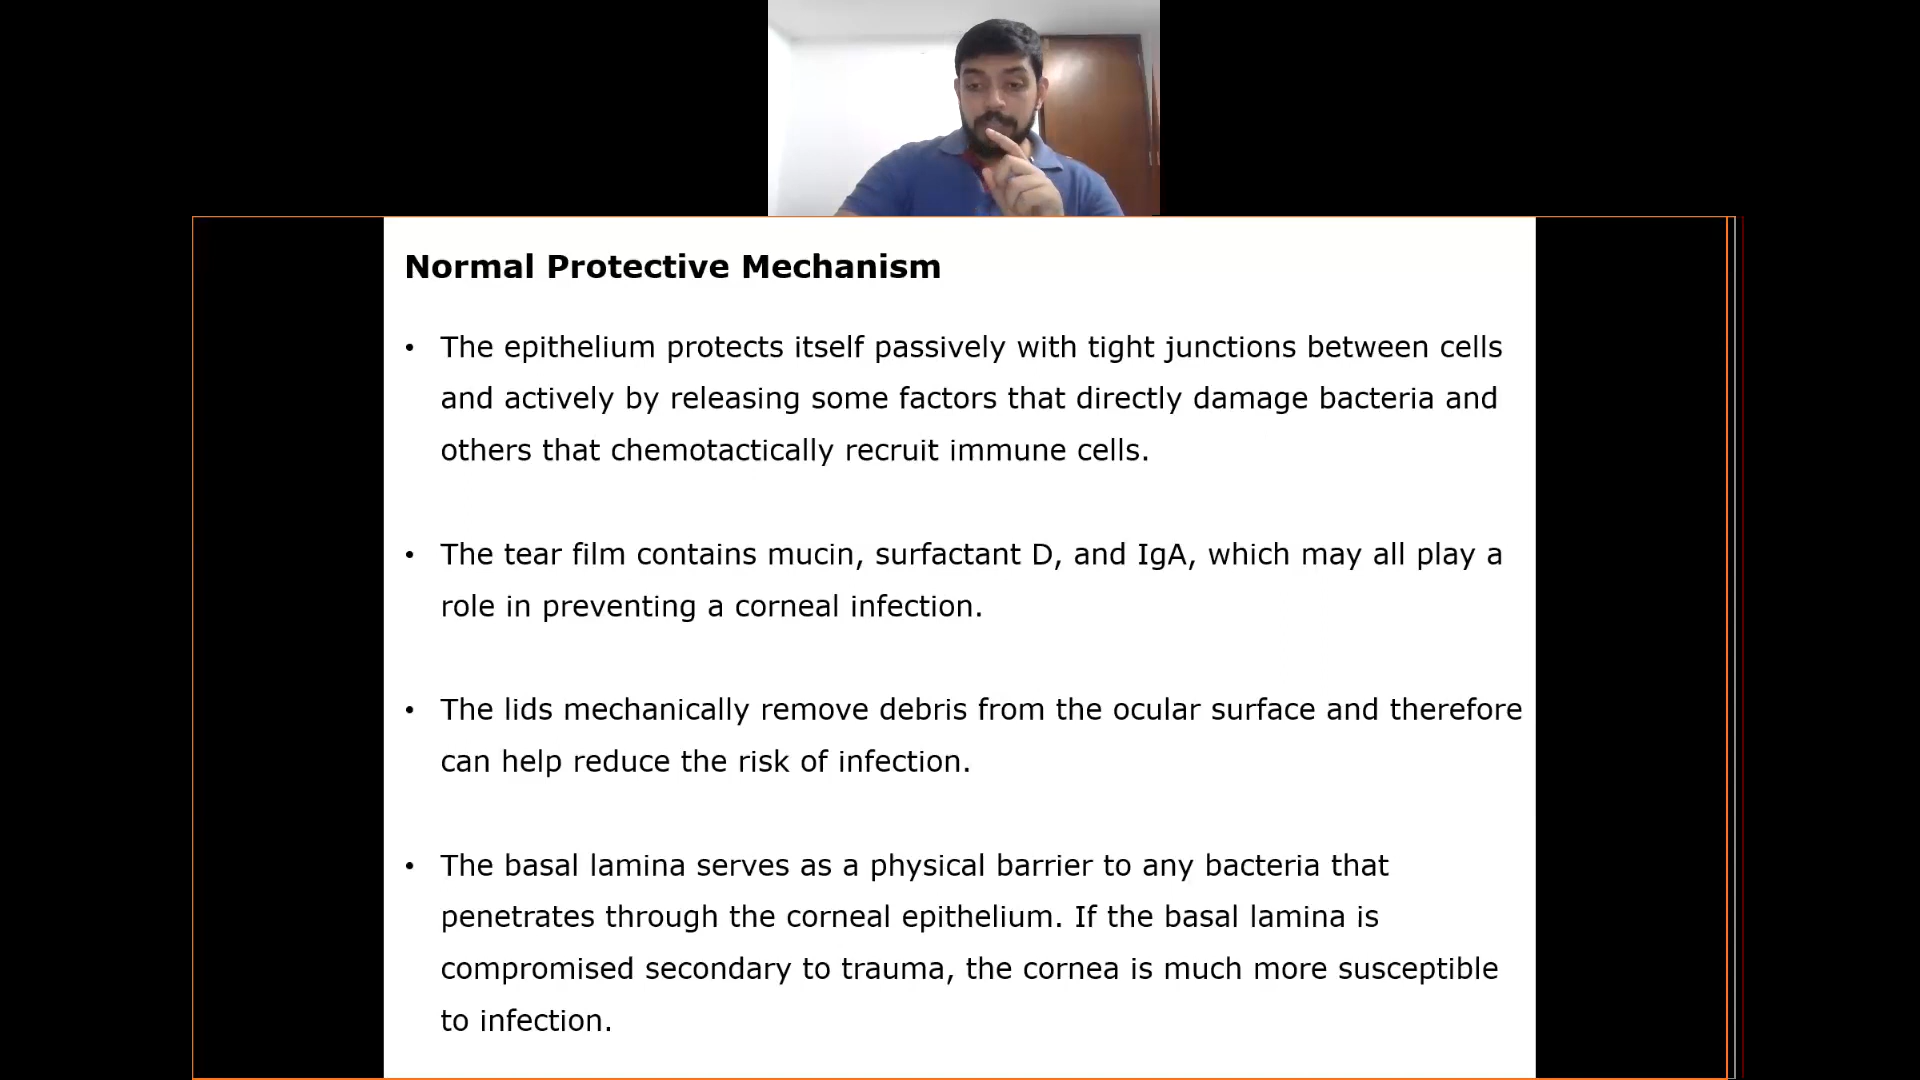 Normal Protective Mechanism
• The epithelium protects itself passively with tight junctions between cells
and actively by releasing some factors that directly damage bacteria and
others that chemotactically recruit immune cells.
• The tear film contains mucin, surfactant D, and IgA, which may all play a
role in preventing a corneal infection.
• The lids mechanically remove debris from the ocular surface and therefore
can help reduce the risk of infection.
• The basal lamina serves as a physical barrier to any bacteria that
penetrates through the corneal epithelium. If the basal lamina is
compromised secondary to trauma, the cornea is much more susceptible
to infection.